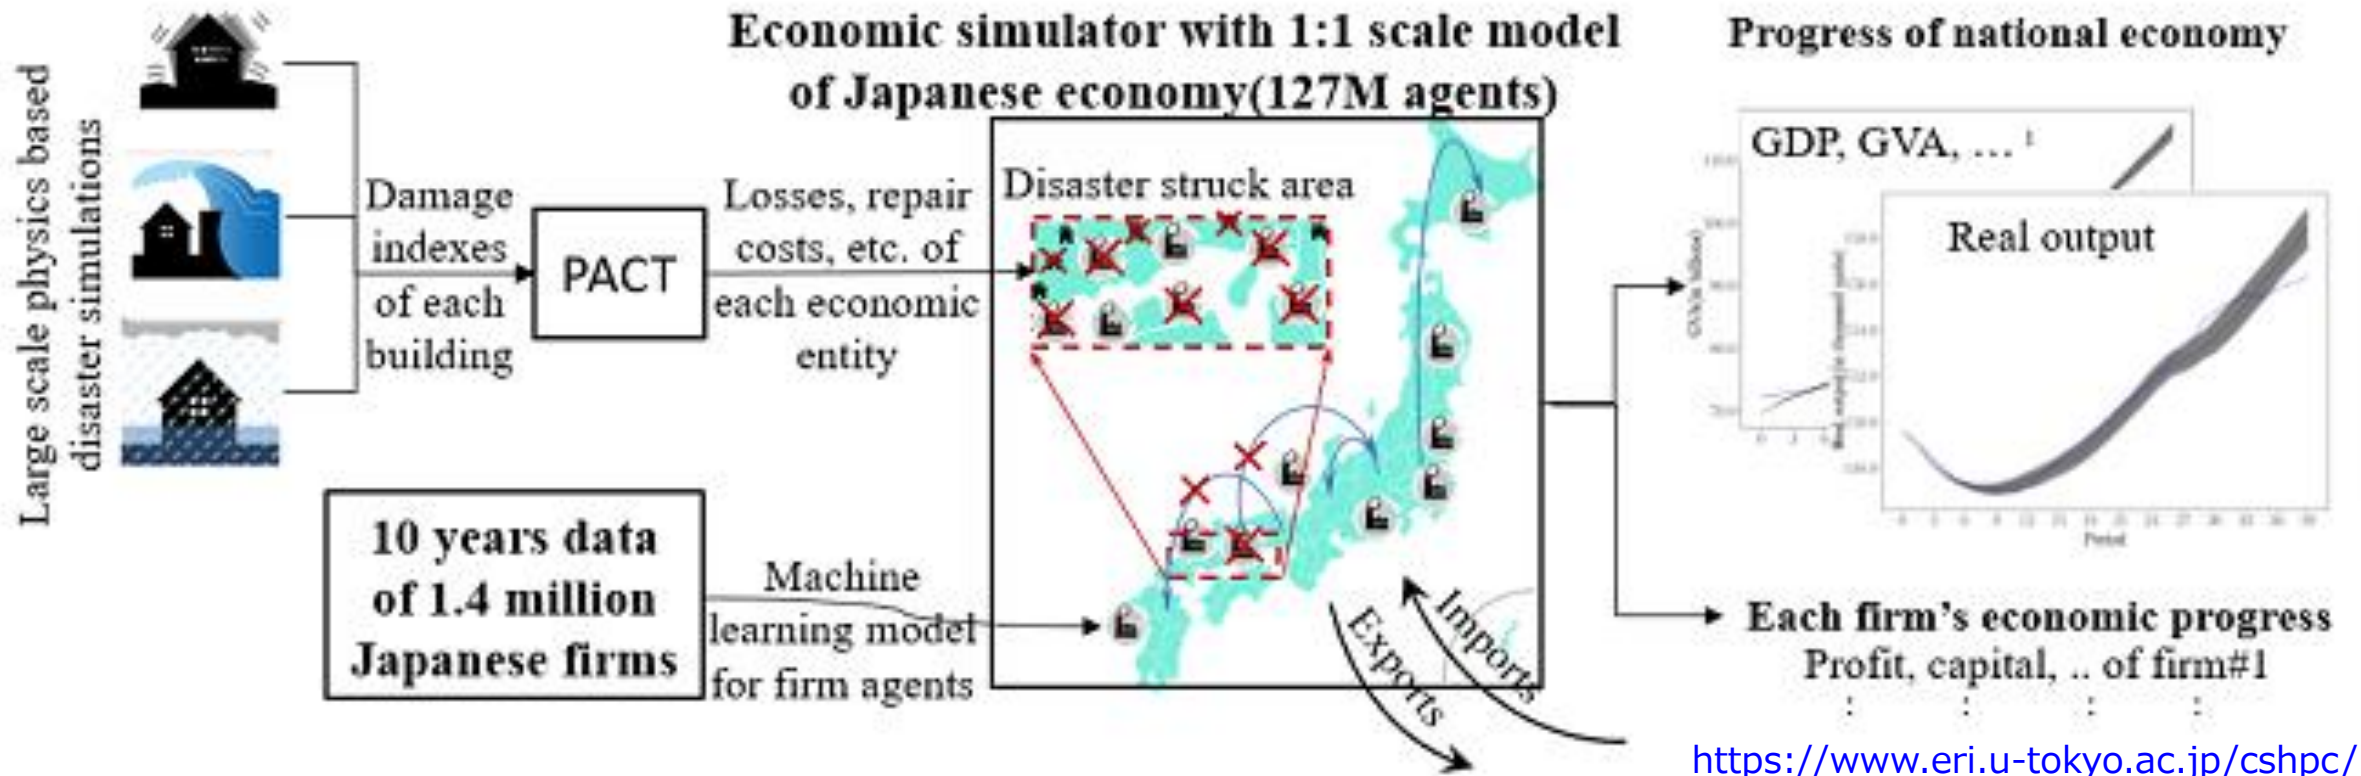 Large scale physics based
disaster simulations
Damage
indexes
of each
building
PACT
Losses, repair
costs, etc. of
each economic
entity
10 years data
of 1.4 million
Japanese firms
Machine
learning model
for firm agents
Economic simulator with 1:1 scale model
of Japanese economy(127M agents)
Disaster struck area
Exports
Imports
Progress of national economy
GDP, GVA, ...
Real output
Period
Each firm's economic progress
Profit, capital, .. of firm#1
: : : :
https://www.eri.u-tokyo.ac.jp/cshpc/